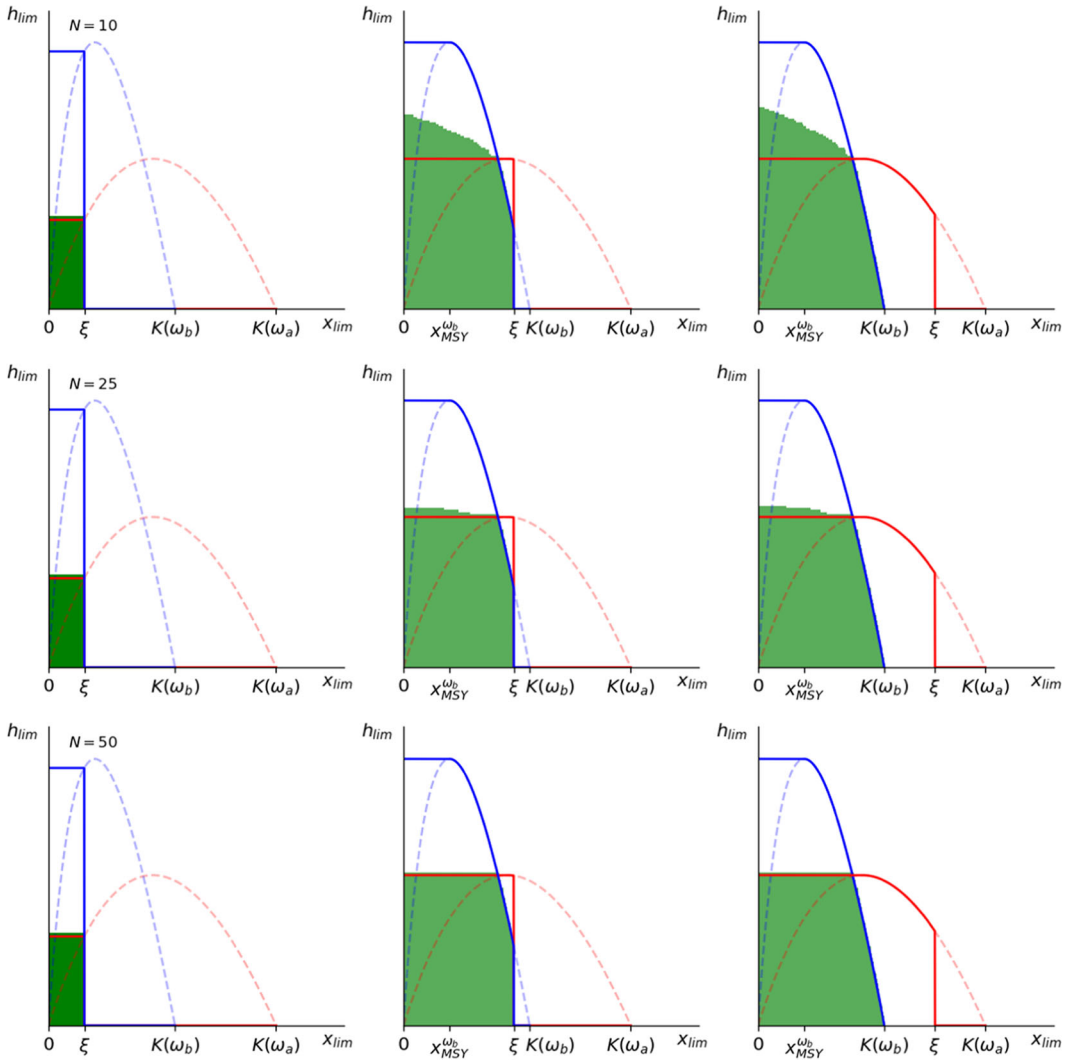 h_lim N = 10
0 ξ K(ω_b) K(ω_a) x_lim
h_lim
0 x_MSY^ω_b ξ K(ω_b) K(ω_a) x_lim
h_lim
0 x_MSY^ω_b K(ω_b) ξ K(ω_a) x_lim
h_lim N = 25
0 ξ K(ω_b) K(ω_a) x_lim
h_lim
0 x_MSY^ω_b ξ K(ω_b) K(ω_a) x_lim
h_lim
0 x_MSY^ω_b K(ω_b) ξ K(ω_a) x_lim
h_lim N = 50
0 ξ K(ω_b) K(ω_a) x_lim
h_lim
0 x_MSY^ω_b ξ K(ω_b) K(ω_a) x_lim
h_lim
0 x_MSY^ω_b K(ω_b) ξ K(ω_a) x_lim